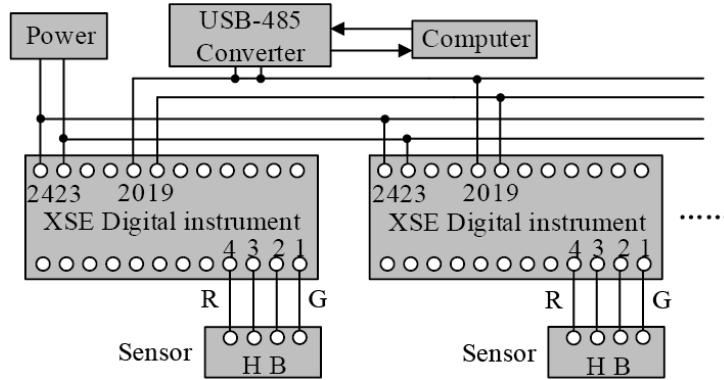 Power
USB-485
Converter
Computer
2423 2019
XSE Digital instrument
4 3 2 1
R G
Sensor H B
2423 2019
XSE Digital instrument
4 3 2 1
R G
Sensor H B
......